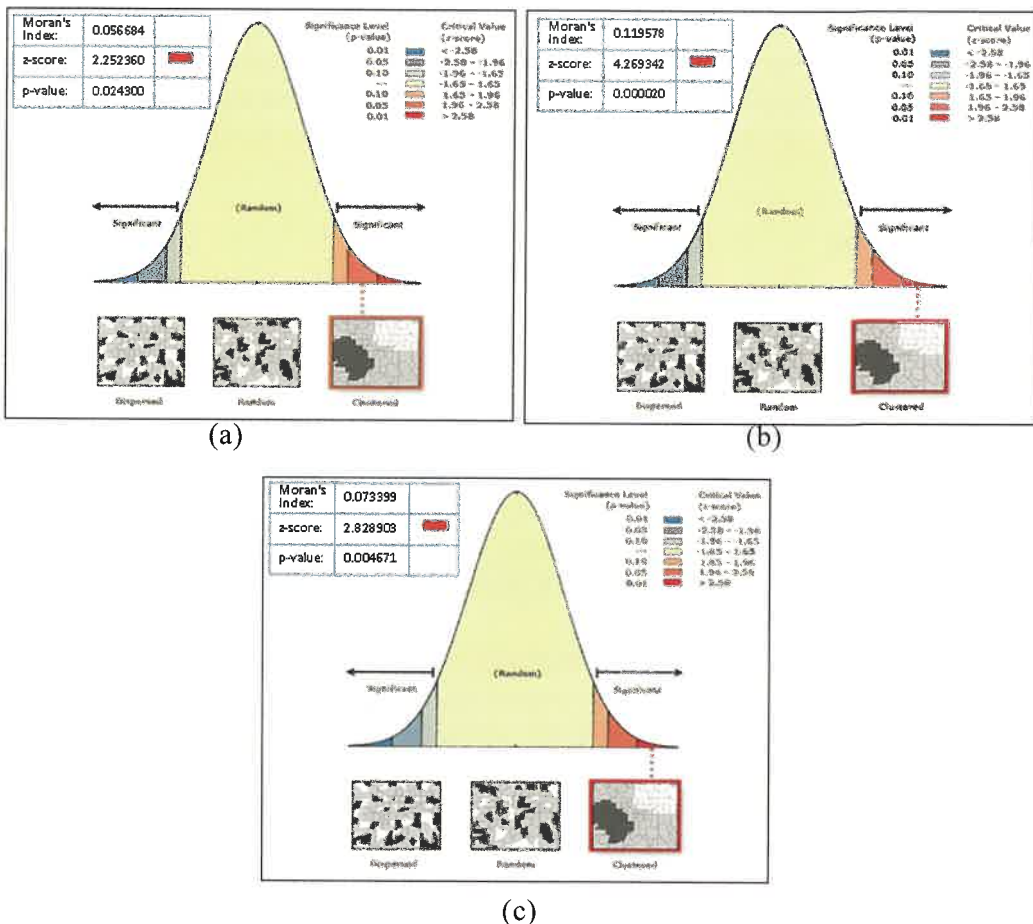 Moran's Index: 0.056684
z-score: 2.252360
p-value: 0.024300
Significance Level (p-value)
Critical Value (z-score)
0.01 < -2.58
0.05 -2.58 - -1.96
0.10 -1.96 - -1.65
--- -1.65 - 1.65
0.10 1.65 - 1.96
0.05 1.96 - 2.58
0.01 > 2.58
Significant
(Random)
Significant
Dispersed
Random
Clustered
(a)
Moran's Index: 0.119578
z-score: 4.269342
p-value: 0.000020
Significance Level (p-value)
Critical Value (z-score)
0.01 < -2.58
0.05 -2.58 - -1.96
0.10 -1.96 - -1.65
--- -1.65 - 1.65
0.10 1.65 - 1.96
0.05 1.96 - 2.58
0.01 > 2.58
Significant
(Random)
Significant
Dispersed
Random
Clustered
(b)
Moran's Index: 0.073399
z-score: 2.828903
p-value: 0.004671
Significance Level (p-value)
Critical Value (z-score)
0.01 < -2.58
0.05 -2.58 - -1.96
0.10 -1.96 - -1.65
--- -1.65 - 1.65
0.10 1.65 - 1.96
0.05 1.96 - 2.58
0.01 > 2.58
Significant
(Random)
Significant
Dispersed
Random
Clustered
(c)